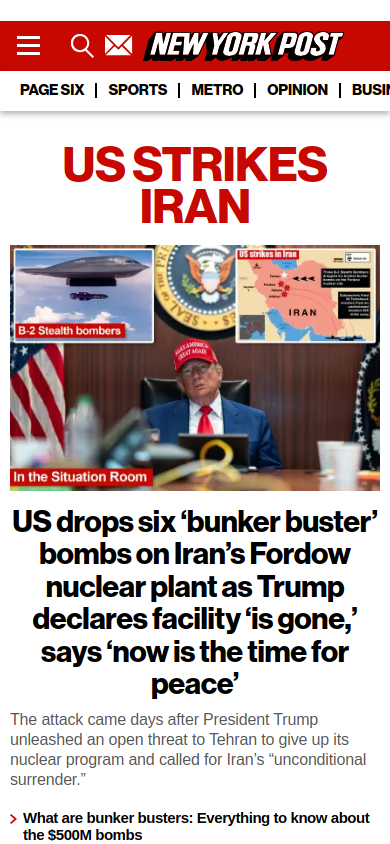 NEW YORK POST
PAGE SIX
SPORTS
METRO
OPINION
BUSI
US STRIKES
IRAN
B-2 Stealth bombers
US strikes in Iran
IRAN
MAKE AMERICA
GREAT AGAIN
In the Situation Room
US drops six ‘bunker buster’
bombs on Iran’s Fordow
nuclear plant as Trump
declares facility ‘is gone,’
says ‘now is the time for
peace’
The attack came days after President Trump
unleashed an open threat to Tehran to give up its
nuclear program and called for Iran’s “unconditional
surrender.”
What are bunker busters: Everything to know about
the $500M bombs